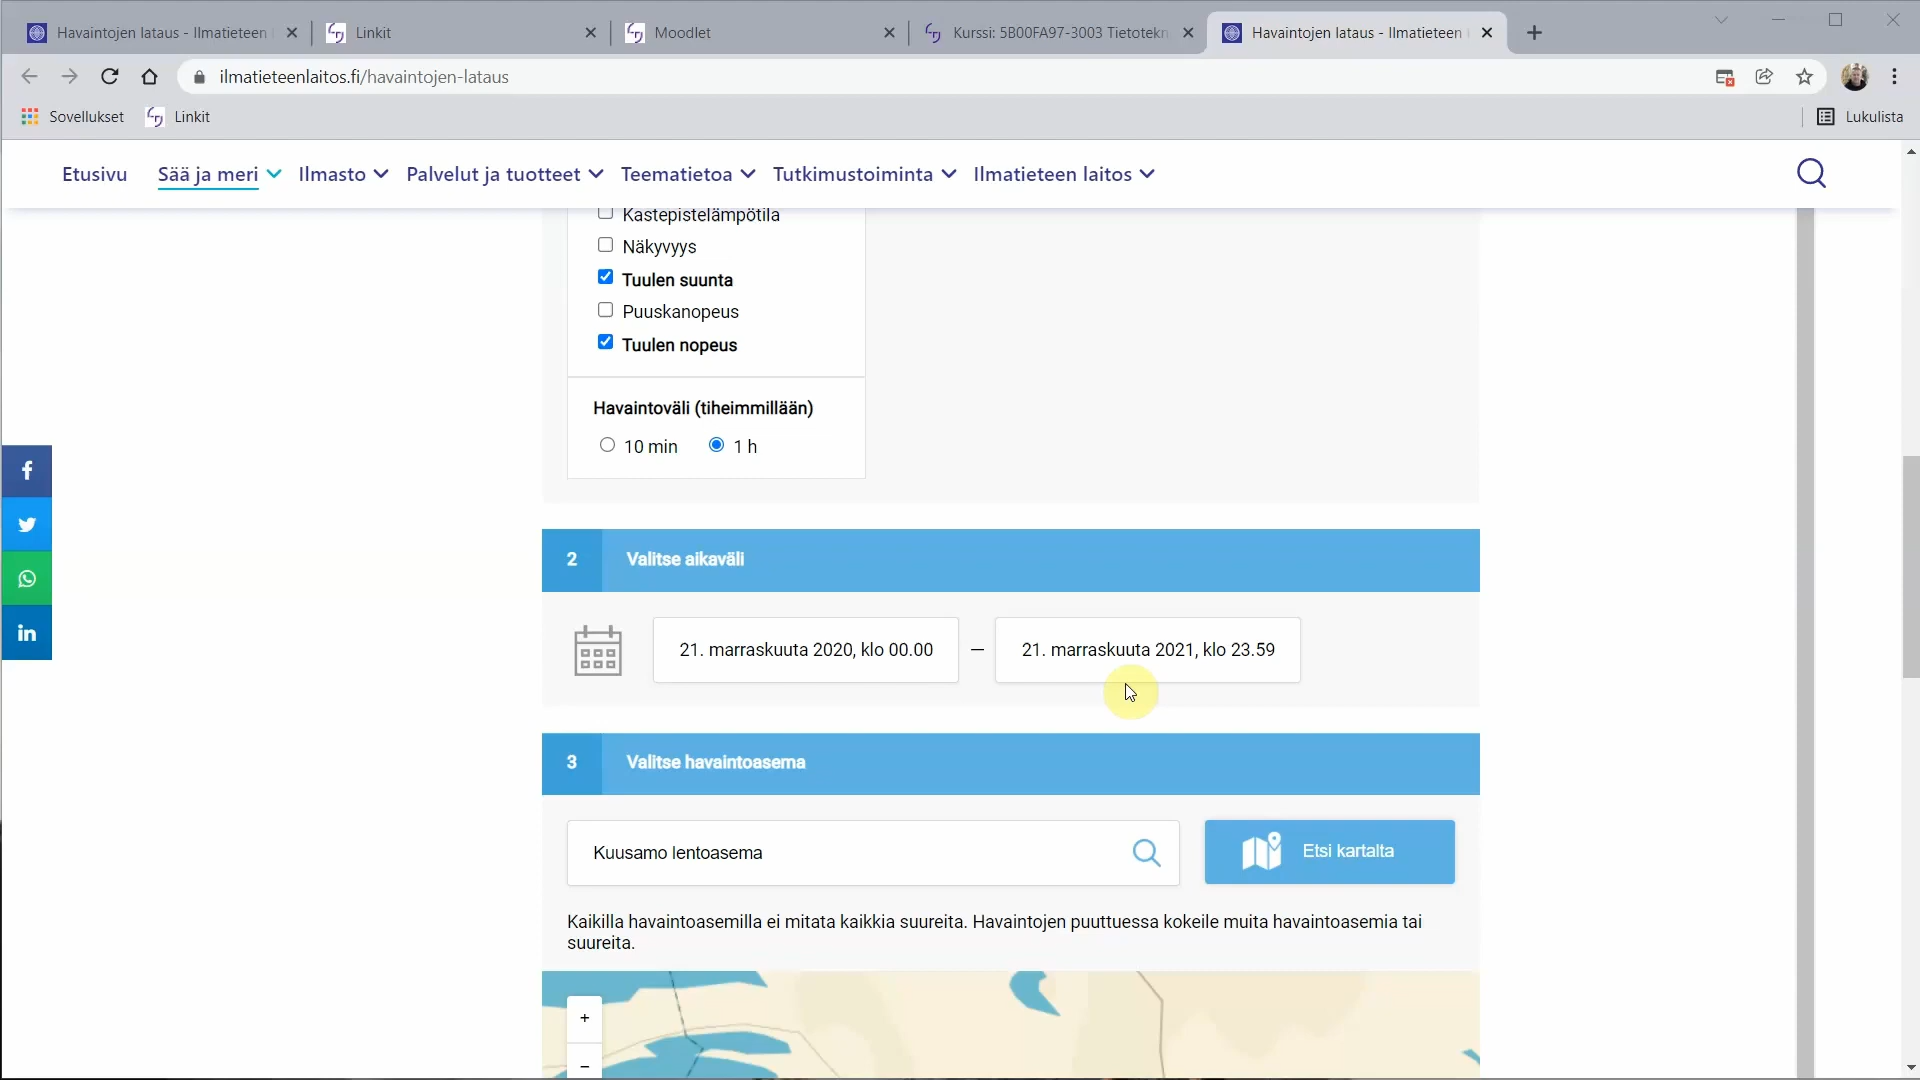 Havaintojen lataus - Ilmatieteen
Linkit
Moodlet
Kurssi: 5B00FA97-3003 Tietotekn
Havaintojen lataus - Ilmatieteen
ilmatieteenlaitos.fi/havaintojen-lataus
Sovellukset
Linkit
Lukulista
Etusivu
Sää ja meri
Ilmasto
Palvelut ja tuotteet
Teematietoa
Tutkimustoiminta
Ilmatieteen laitos
Kastepistelämpötila
Näkyvyys
Tuulen suunta
Puuskanopeus
Tuulen nopeus
Havaintoväli (tiheimmillään)
10 min
1 h
2 Valitse aikaväli
21. marraskuuta 2020, klo 00.00 – 21. marraskuuta 2021, klo 23.59
3 Valitse havaintoasema
Kuusamo lentoasema
Etsi kartalta
Kaikilla havaintoasemilla ei mitata kaikkia suureita. Havaintojen puuttuessa kokeile muita havaintoasemia tai
suureita.
+
−